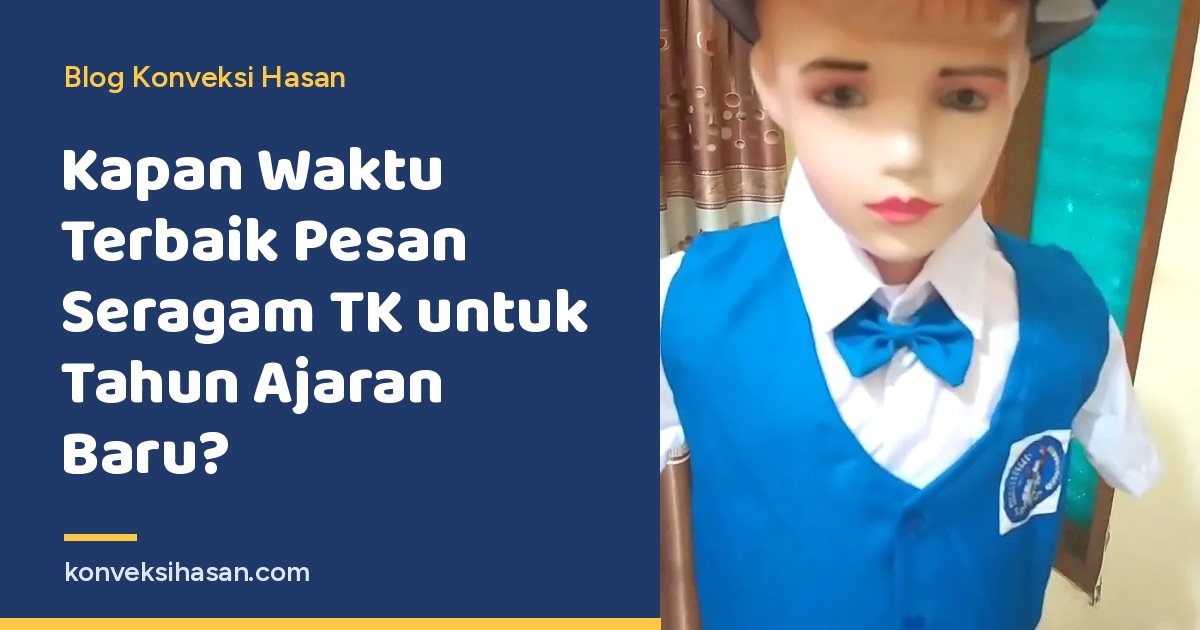 Blog Konveksi Hasan
Kapan Waktu
Terbaik Pesan
Seragam TK untuk
Tahun Ajaran
Baru?
konveksihasan.com